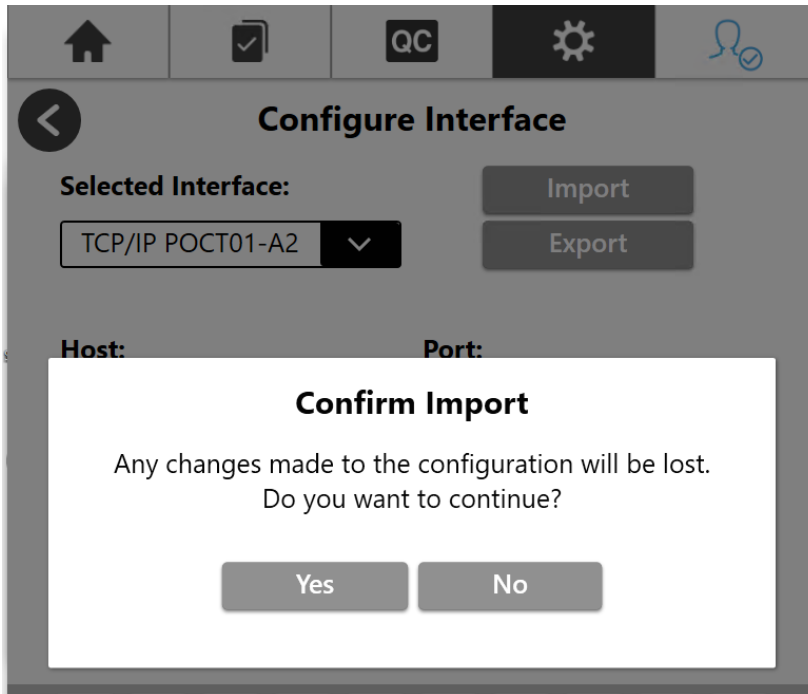 QC
Configure Interface
Selected Interface:
Import
TCP/IP POCT01-A2
Export
Host:
Port:
Confirm Import
Any changes made to the configuration will be lost.
Do you want to continue?
Yes
No